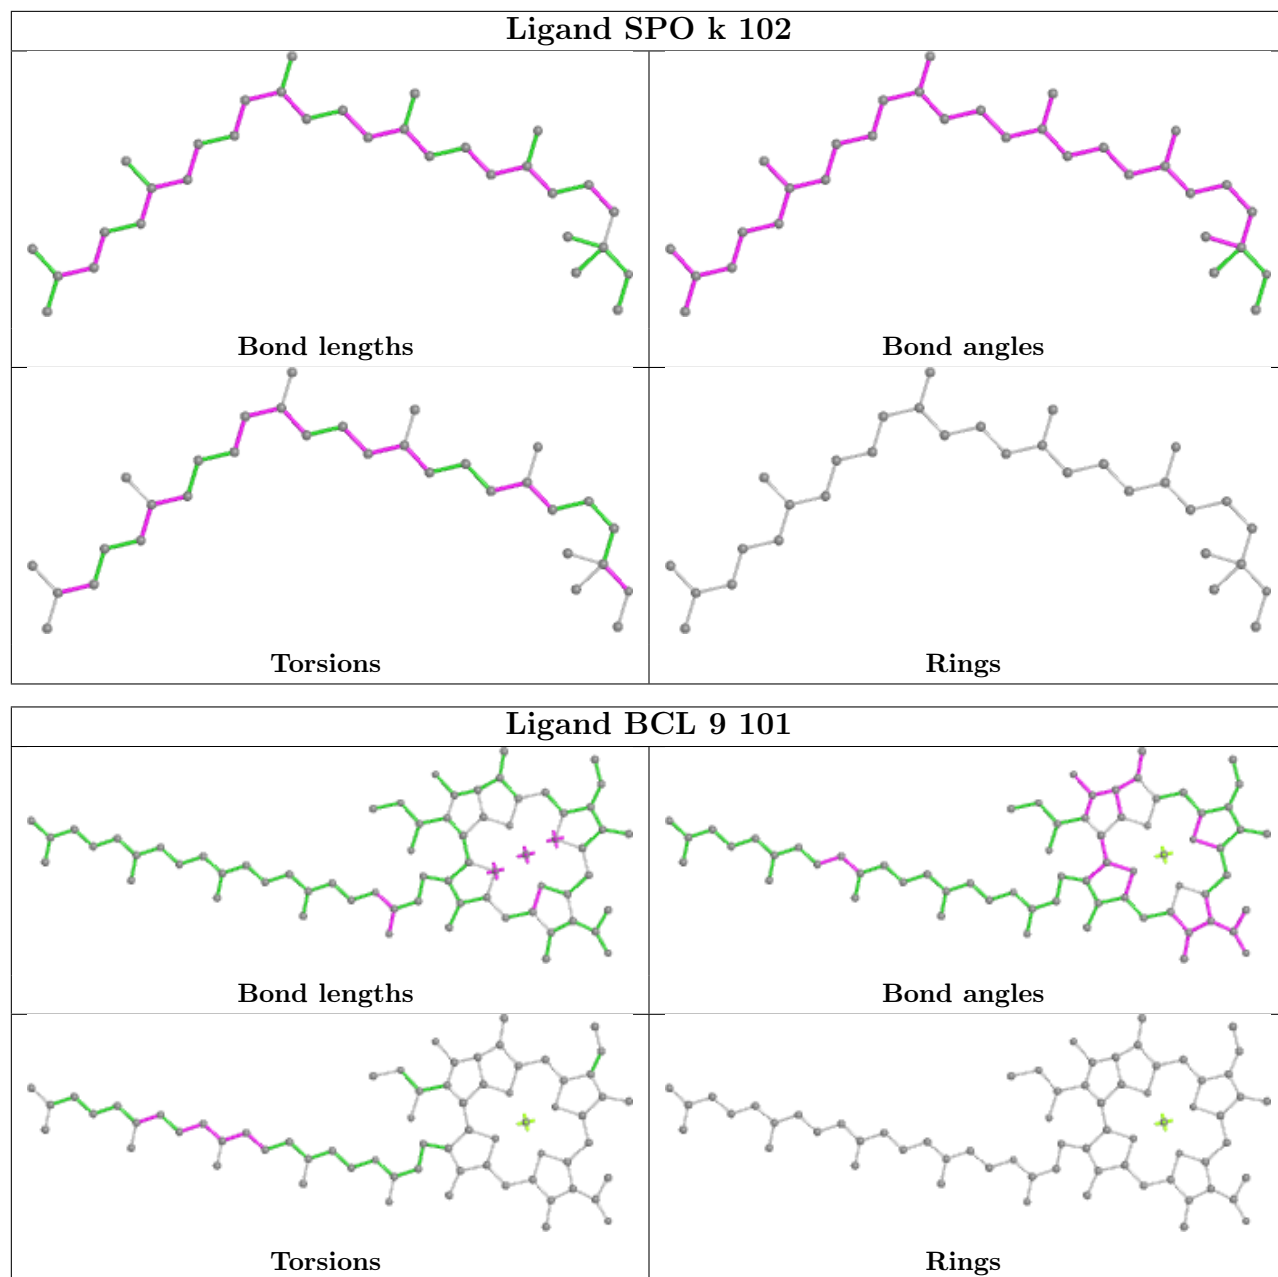 Ligand SPO k 102
Bond lengths
Bond angles
Torsions
Rings
Ligand BCL 9 101
Bond lengths
Bond angles
Torsions
Rings